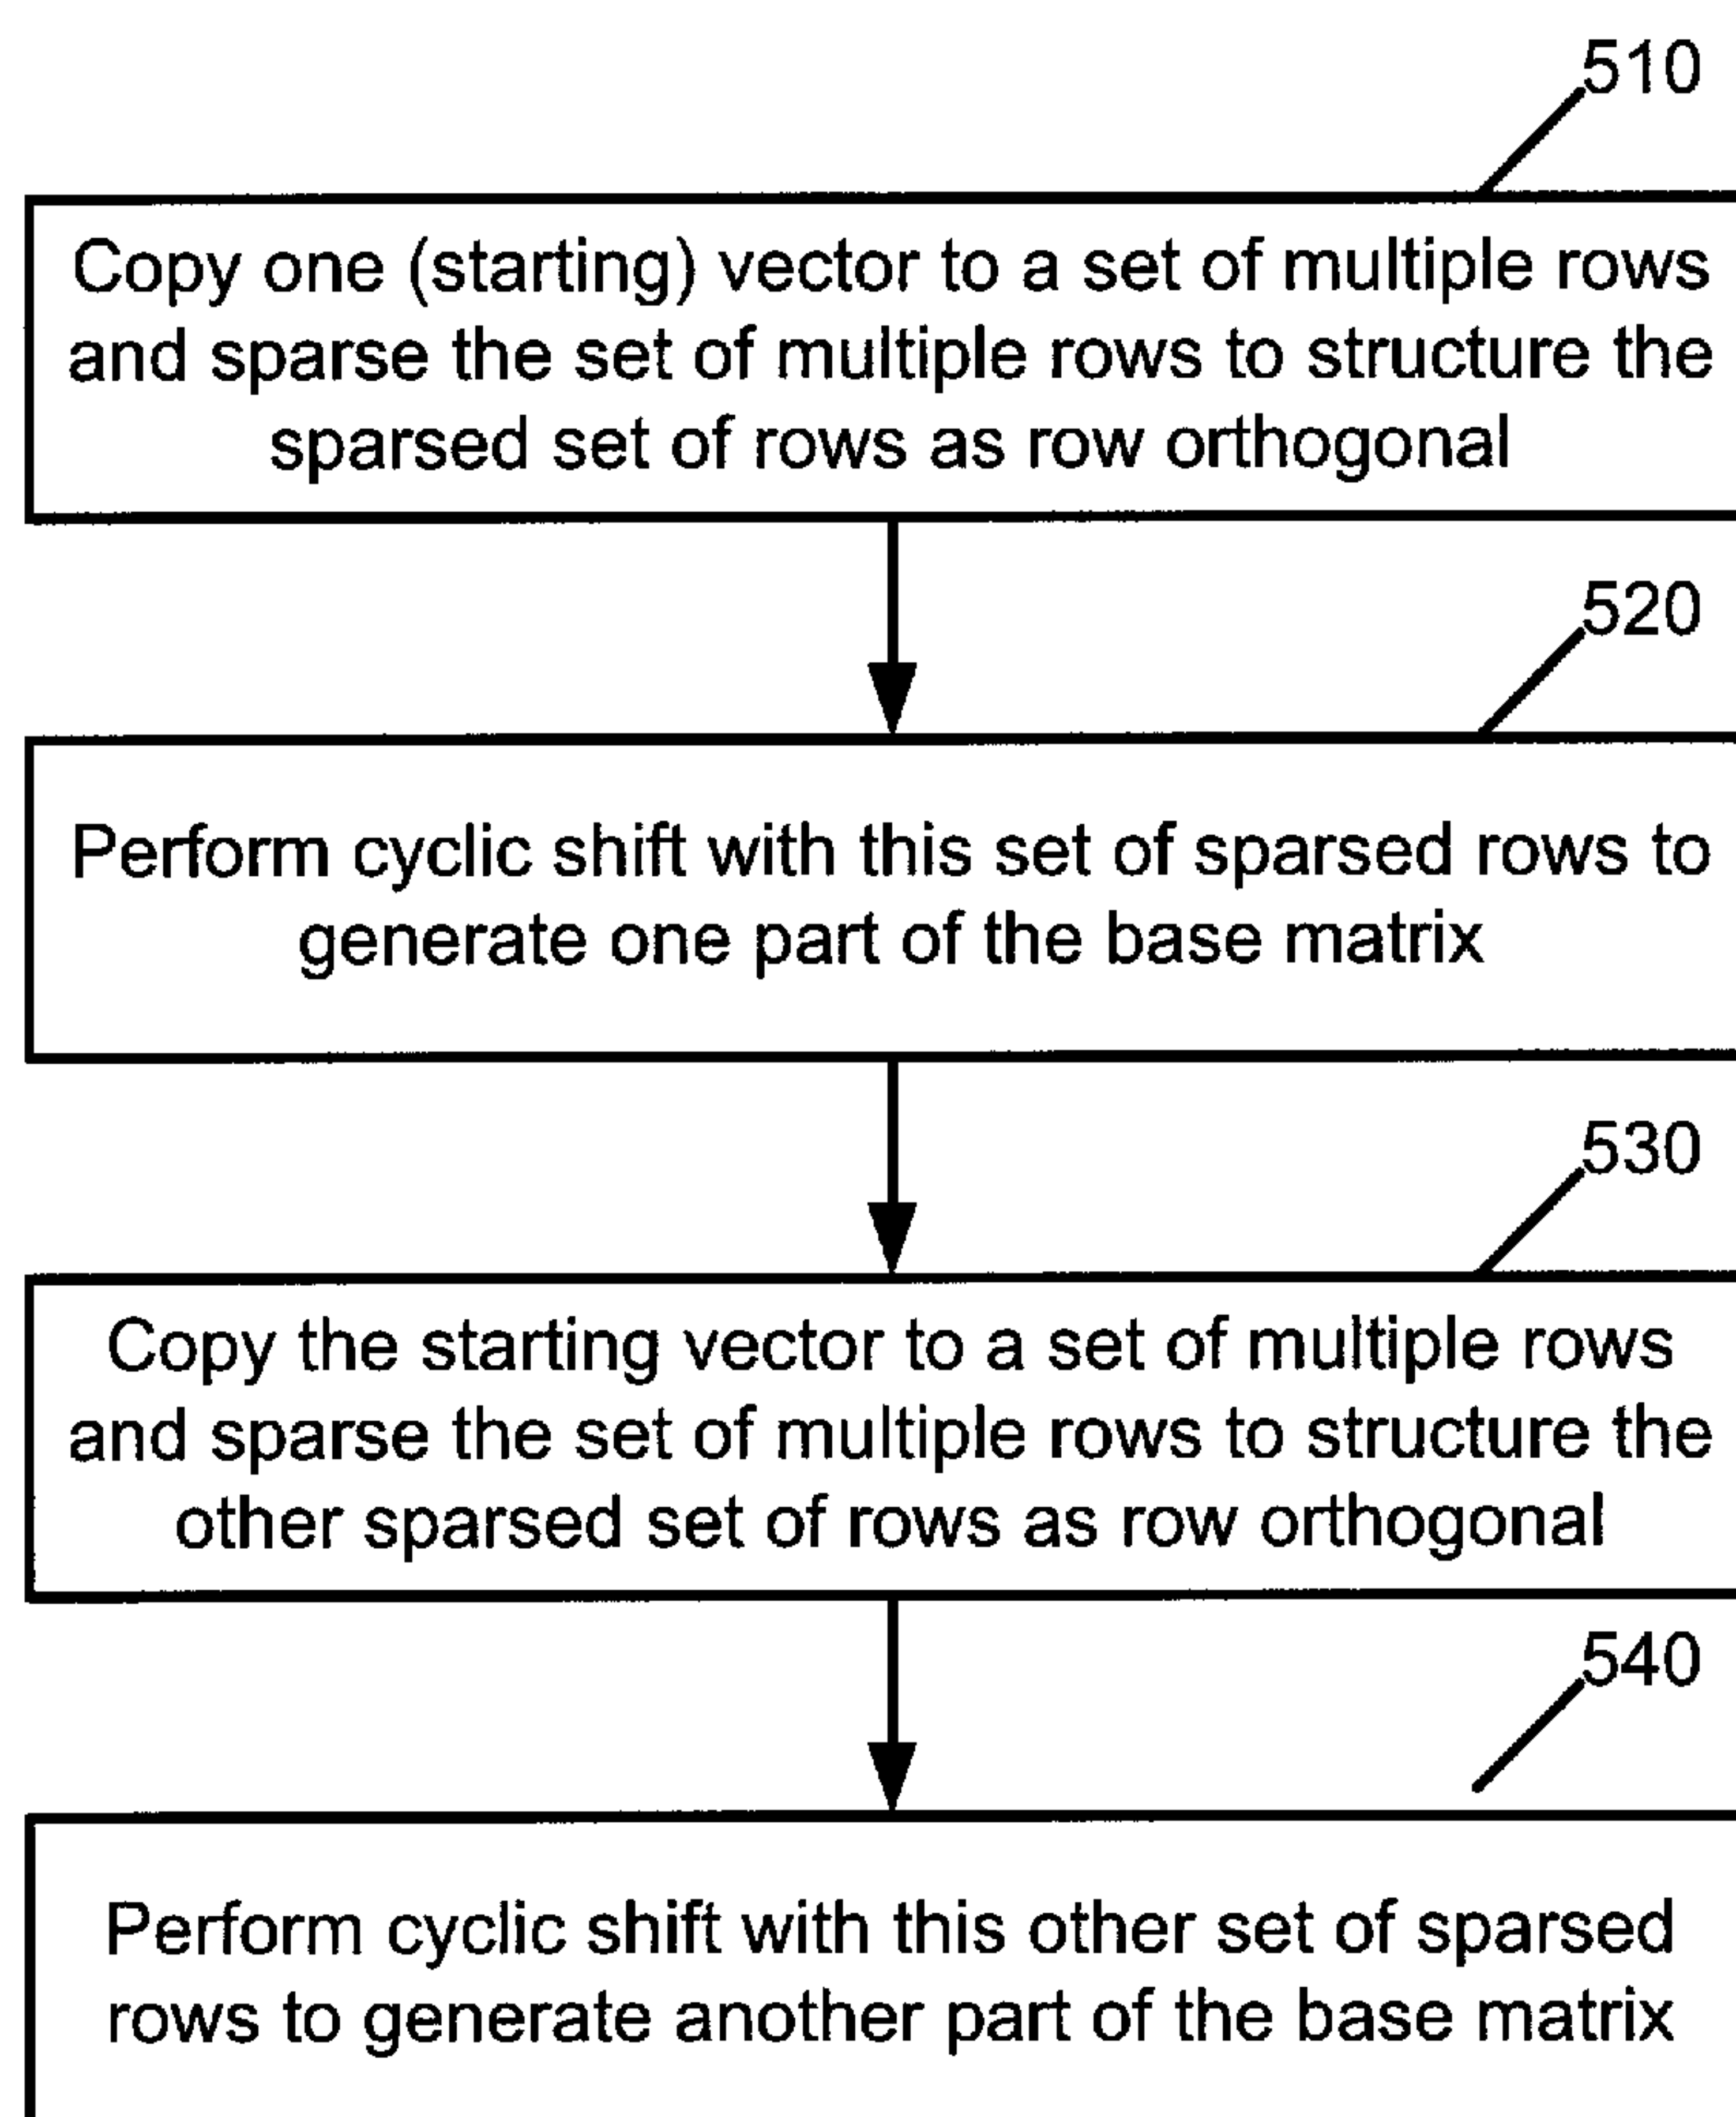 510
Copy one (starting) vector to a set of multiple rows
and sparse the set of multiple rows to structure the
sparsed set of rows as row orthogonal
520
Perform cyclic shift with this set of sparsed rows to
generate one part of the base matrix
530
Copy the starting vector to a set of multiple rows
and sparse the set of multiple rows to structure the
other sparsed set of rows as row orthogonal
540
Perform cyclic shift with this other set of sparsed
rows to generate another part of the base matrix